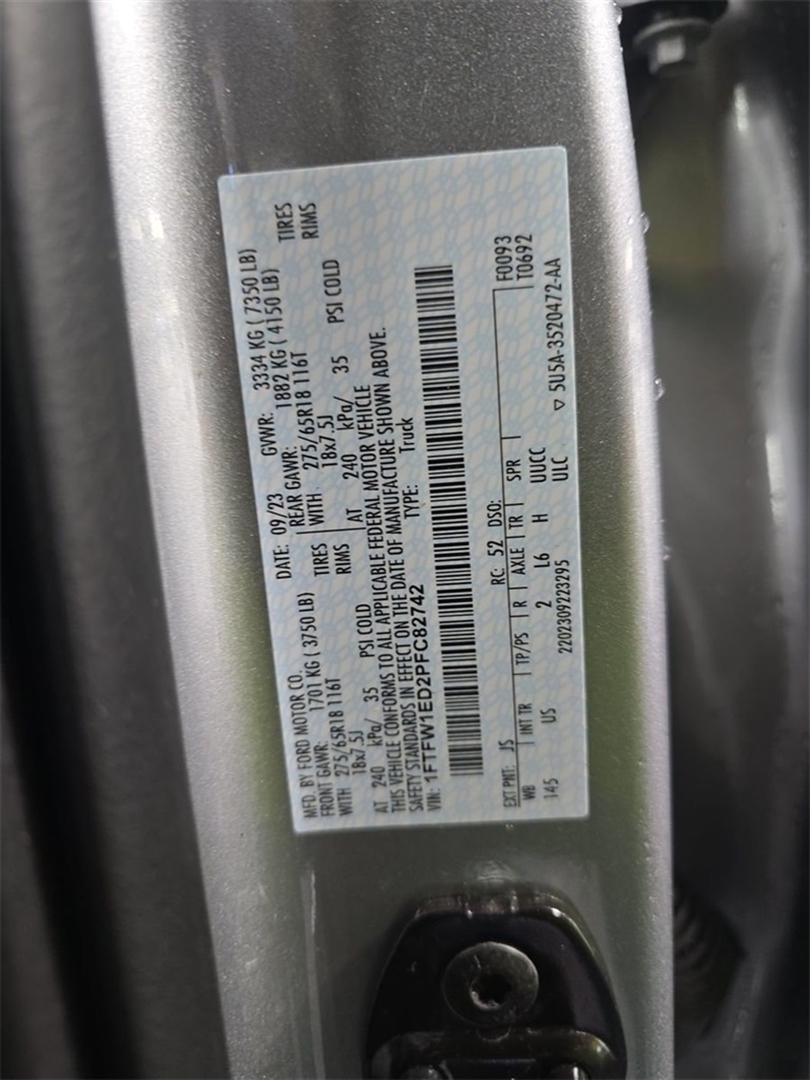 MFD. BY FORD MOTOR CO.
DATE: 09/23 GVWR: 3334 KG ( 7350 LB)
FRONT GAWR: 1701 KG ( 3750 LB)
REAR GAWR: 1882 KG ( 4150 LB)
WITH 275/65R18 116T TIRES
WITH 275/65R18 116T TIRES
18x7.5J RIMS
18x7.5J RIMS
AT 240 kPa/ 35 PSI COLD
AT 240 kPa/ 35 PSI COLD
THIS VEHICLE CONFORMS TO ALL APPLICABLE FEDERAL MOTOR VEHICLE
SAFETY STANDARDS IN EFFECT ON THE DATE OF MANUFACTURE SHOWN ABOVE.
VIN: 1FTFW1ED2PFC82742 TYPE: Truck
EXT PNT: JS RC: 52 DSO: F0093
WB INT TR TP/PS R AXLE TR SPR T0692
145 US 2 L6 H UUCC
2202309223295 ULC ▽ 5U5A-3520472-AA